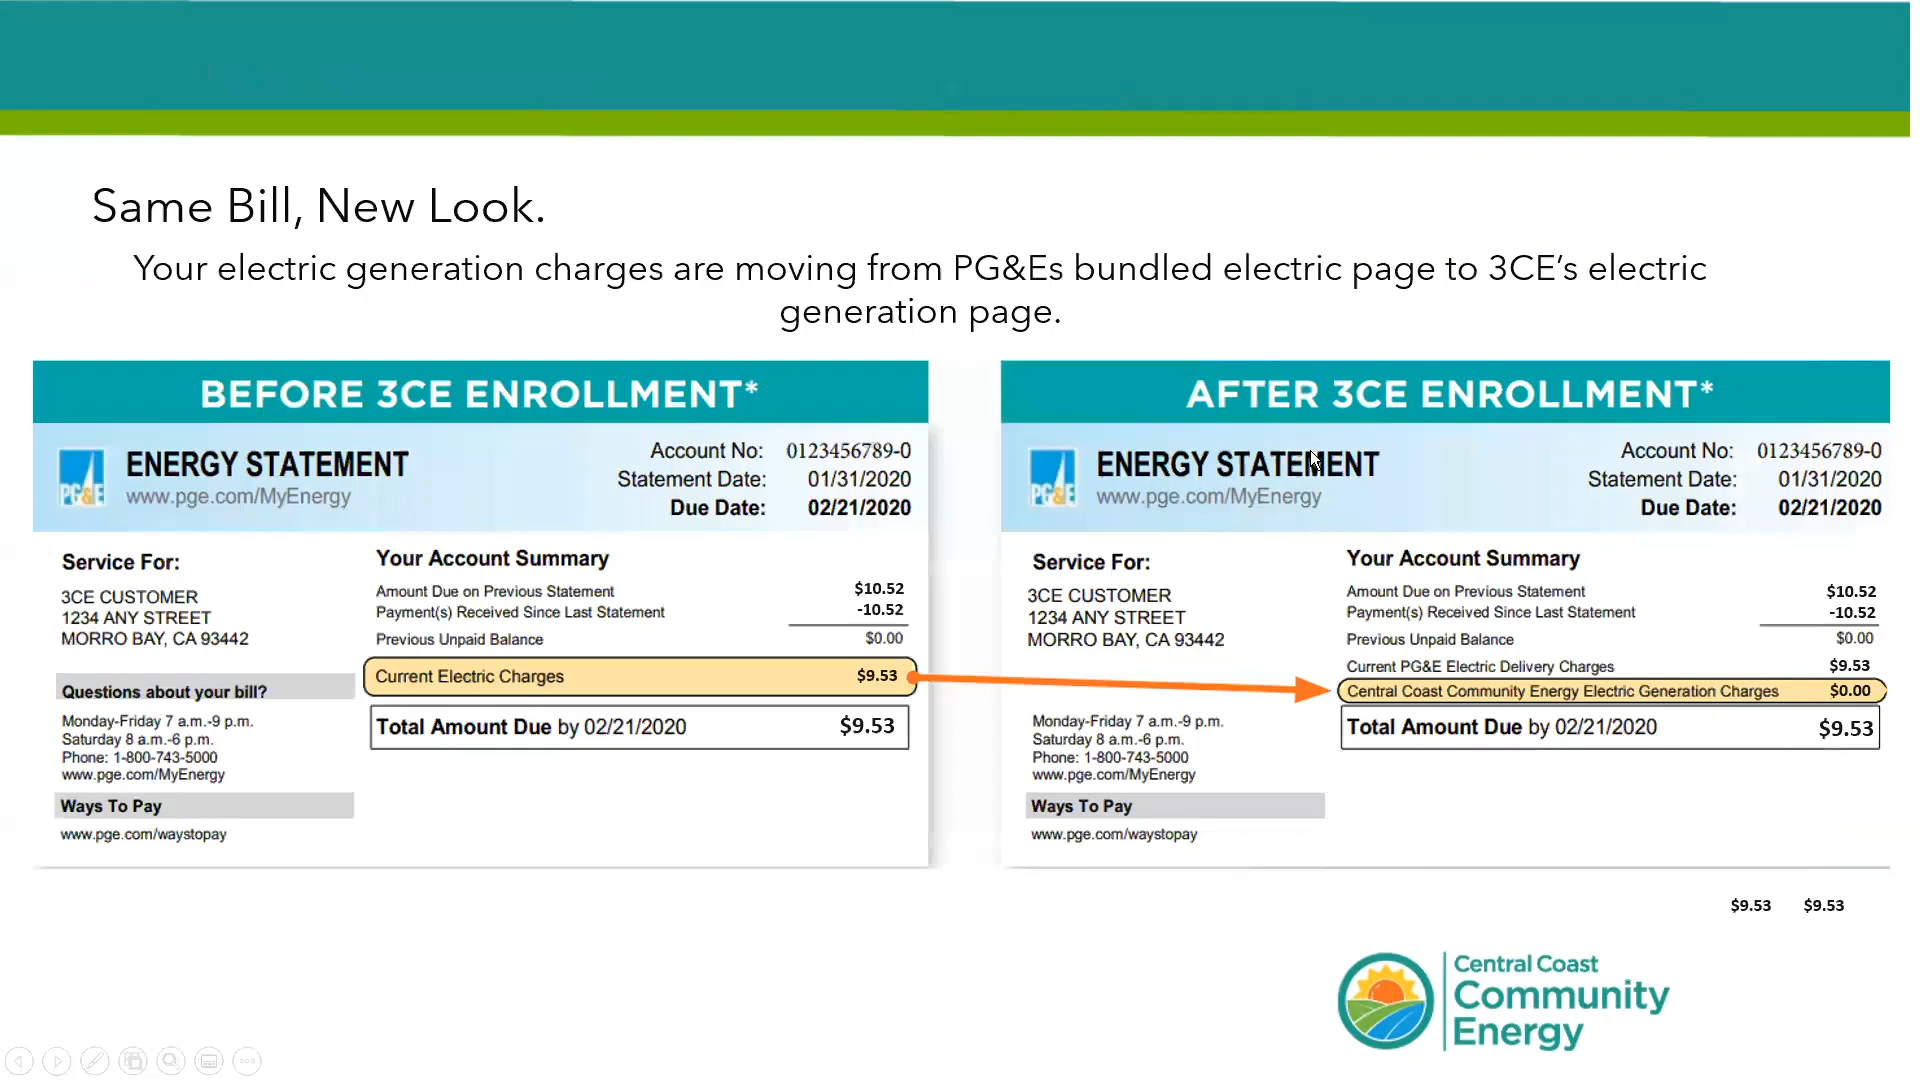 Same Bill, New Look.
Your electric generation charges are moving from PG&Es bundled electric page to 3CE's electric
generation page.
BEFORE 3CE ENROLLMENT*
PG&E
ENERGY STATEMENT
www.pge.com/MyEnergy
Account No: 0123456789-0
Statement Date: 01/31/2020
Due Date: 02/21/2020
Service For:
3CE CUSTOMER
1234 ANY STREET
MORRO BAY, CA 93442
Questions about your bill?
Monday-Friday 7 a.m.-9 p.m.
Saturday 8 a.m.-6 p.m.
Phone: 1-800-743-5000
www.pge.com/MyEnergy
Ways To Pay
www.pge.com/waystopay
Your Account Summary
Amount Due on Previous Statement $10.52
Payment(s) Received Since Last Statement -10.52
Previous Unpaid Balance $0.00
Current Electric Charges $9.53
Total Amount Due by 02/21/2020 $9.53
AFTER 3CE ENROLLMENT*
PG&E
ENERGY STATEMENT
www.pge.com/MyEnergy
Account No: 0123456789-0
Statement Date: 01/31/2020
Due Date: 02/21/2020
Service For:
3CE CUSTOMER
1234 ANY STREET
MORRO BAY, CA 93442
Monday-Friday 7 a.m.-9 p.m.
Saturday 8 a.m.-6 p.m.
Phone: 1-800-743-5000
www.pge.com/MyEnergy
Ways To Pay
www.pge.com/waystopay
Your Account Summary
Amount Due on Previous Statement $10.52
Payment(s) Received Since Last Statement -10.52
Previous Unpaid Balance $0.00
Current PG&E Electric Delivery Charges $9.53
Central Coast Community Energy Electric Generation Charges $0.00
Total Amount Due by 02/21/2020 $9.53
$9.53 $9.53
Central Coast
Community
Energy